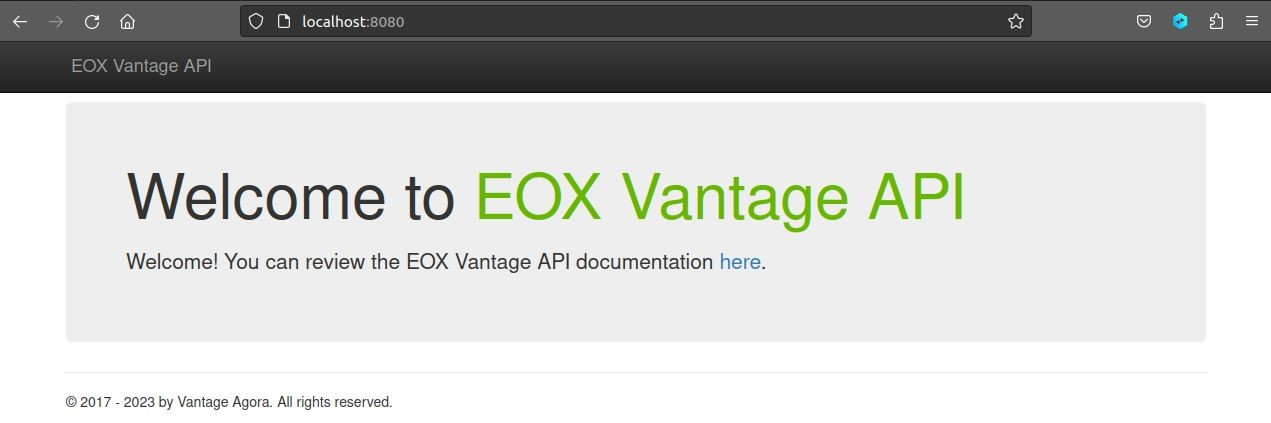 localhost:8080
EOX Vantage API
Welcome to EOX Vantage API
Welcome! You can review the EOX Vantage API documentation here.
© 2017 - 2023 by Vantage Agora. All rights reserved.